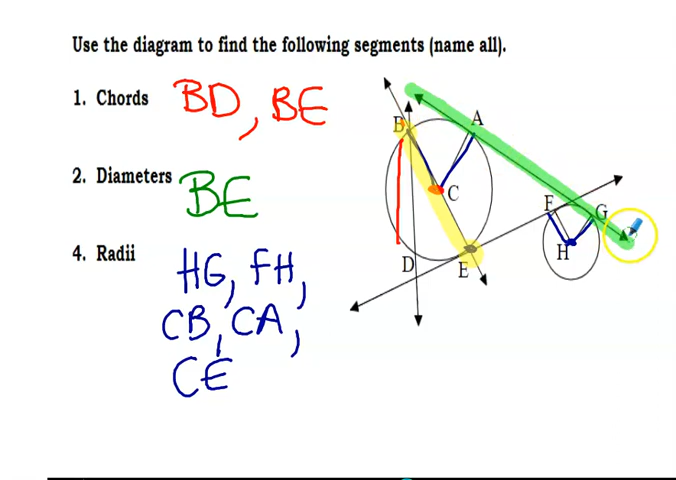 Use the diagram to find the following segments (name all).
1. Chords BD, BE
2. Diameters BE
4. Radii HG, FH,
CB, CA,
CE
A
B
C
D
E
F
G
H